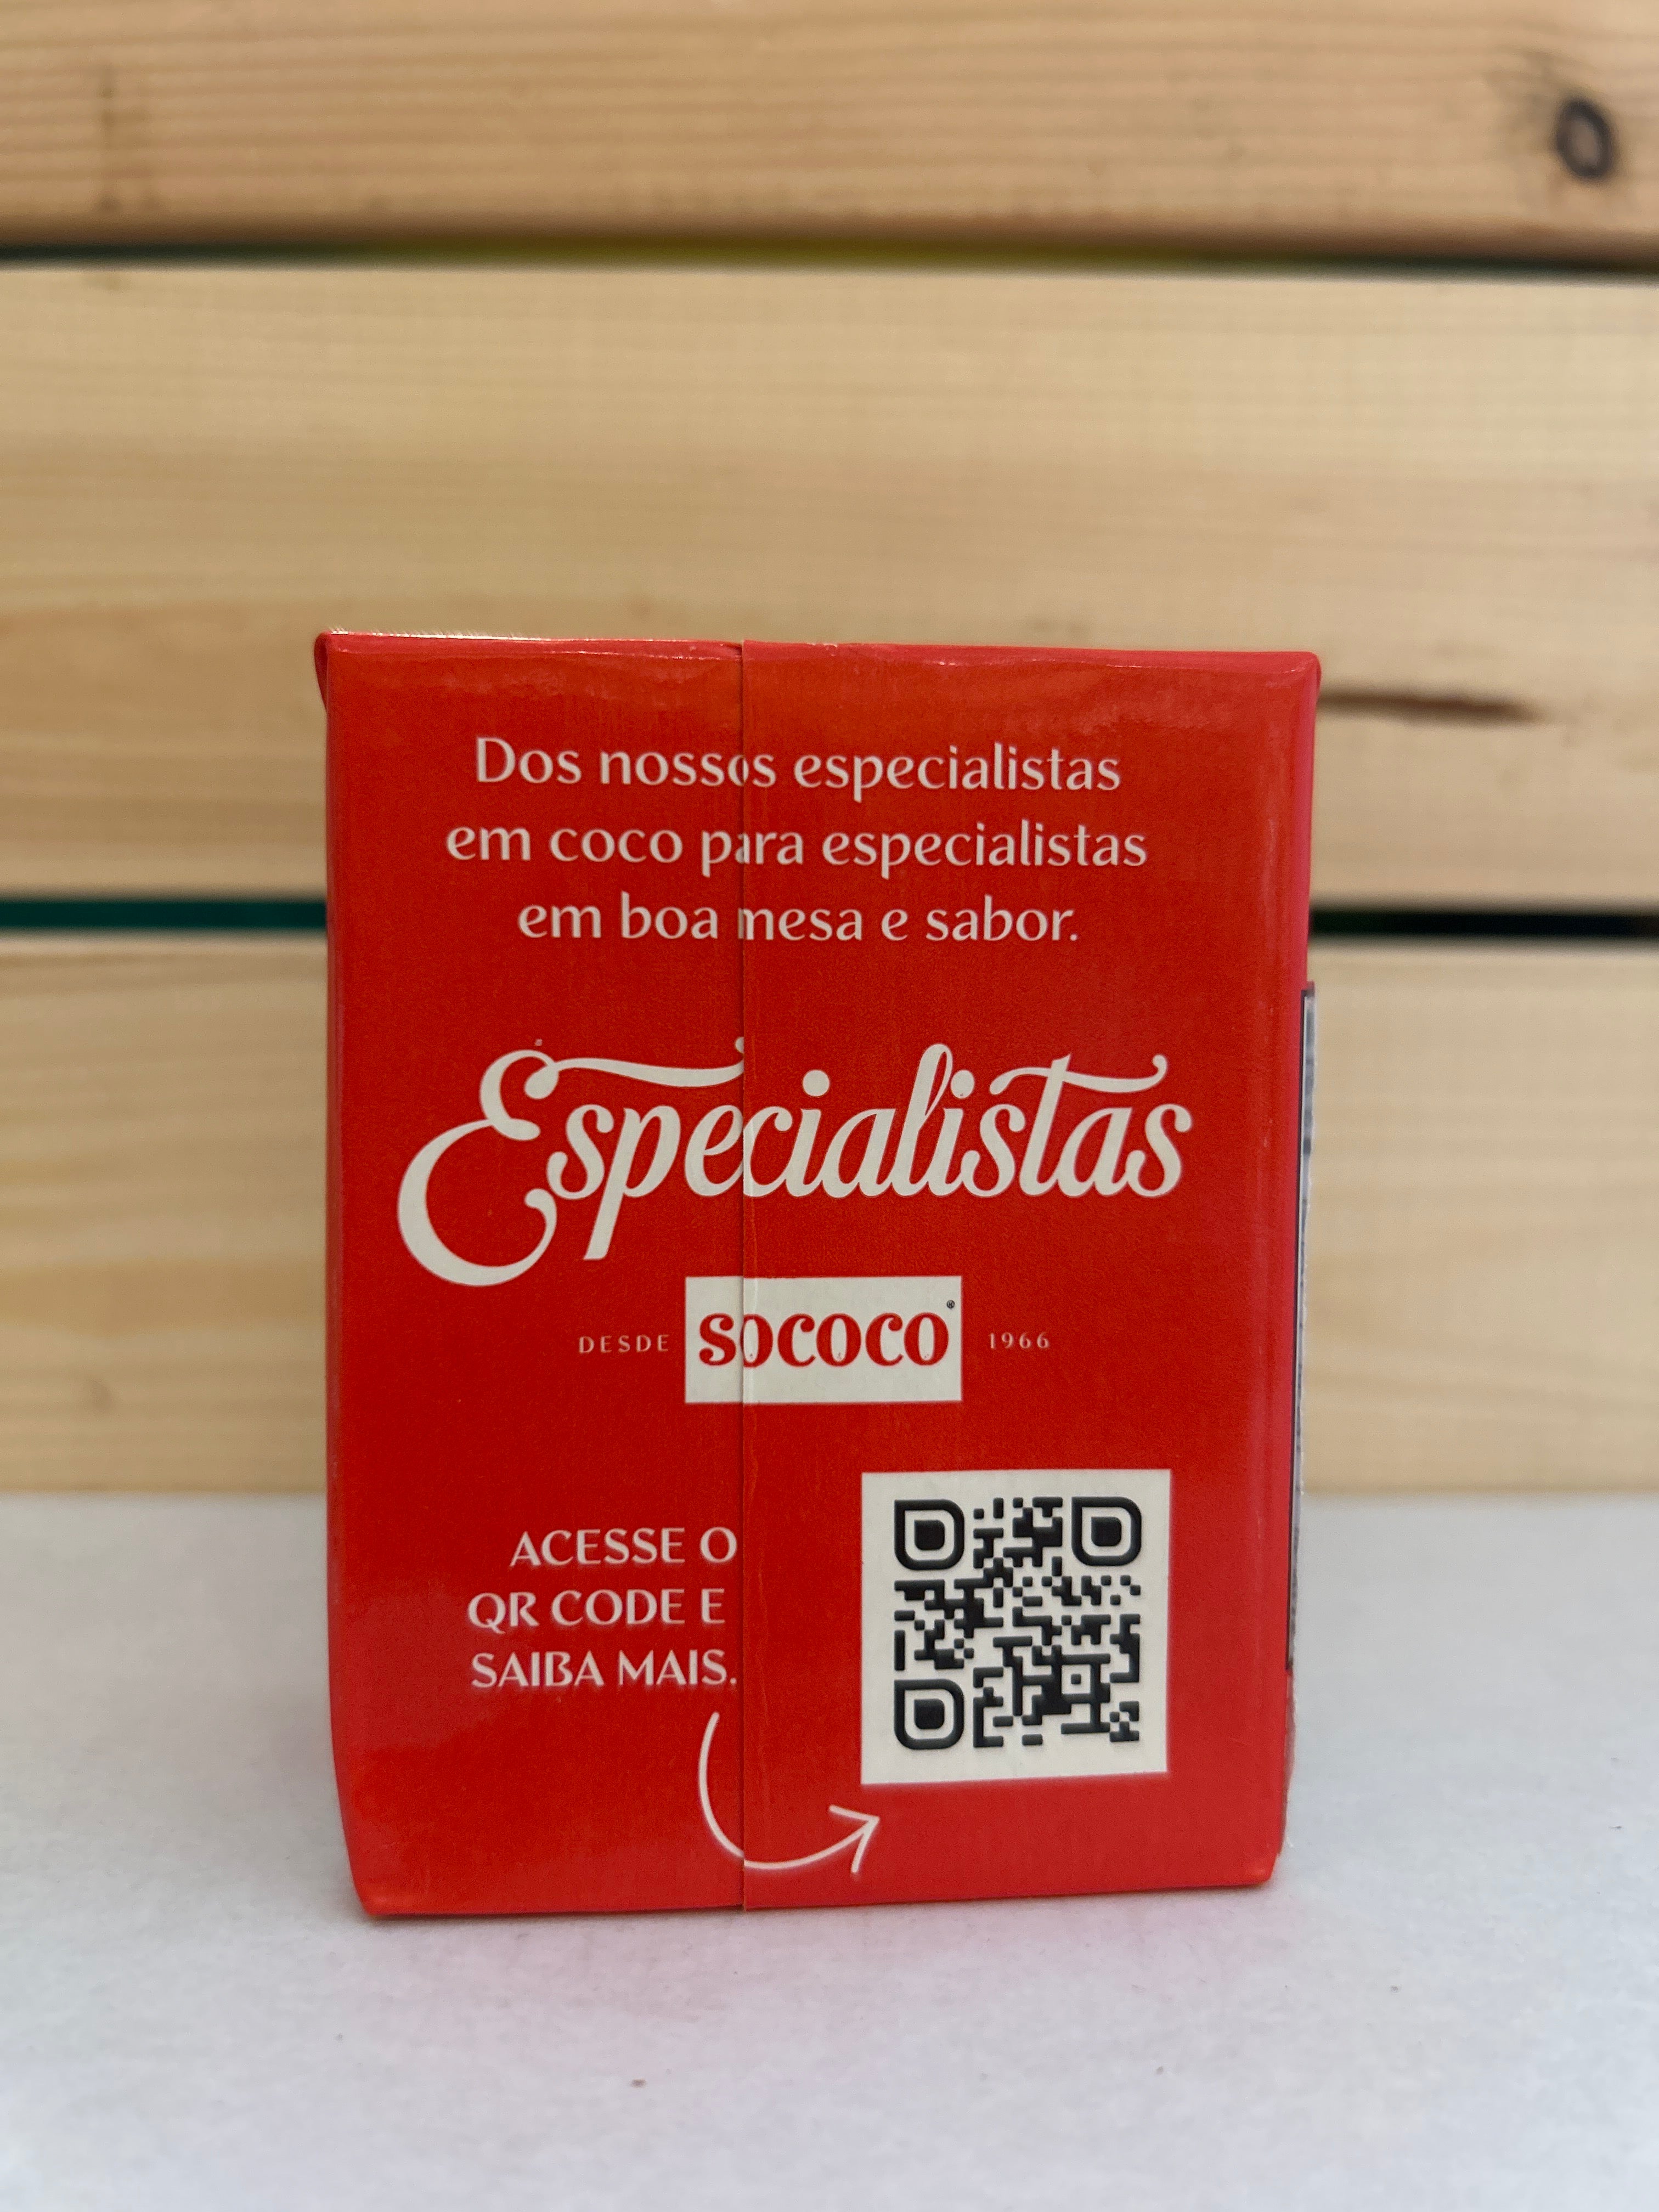 Dos nossos especialistas
em coco para especialistas
em boa mesa e sabor.
Especialistas
DESDE SOCOCO® 1966
ACESSE O
QR CODE E
SAIBA MAIS.